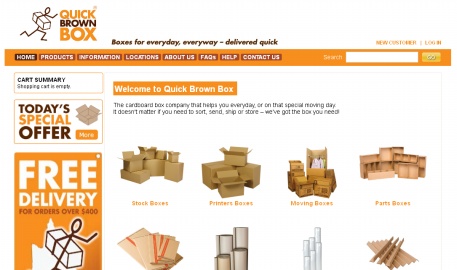 QUICK
BROWN
BOX
Boxes for everyday, everyway – delivered quick
NEW CUSTOMER | LOG IN
HOME PRODUCTS INFORMATION LOCATIONS ABOUT US FAQs HELP CONTACT US
Search
CART SUMMARY
Shopping cart is empty.
TODAY'S
SPECIAL
OFFER
More
FREE
DELIVERY
FOR ORDERS OVER $400
Welcome to Quick Brown Box
The cardboard box company that helps you everyday, or on that special moving day.
It doesn't matter if you need to sort, send, ship or store – we've got the box you need!
Stock Boxes
Printers Boxes
Moving Boxes
Parts Boxes